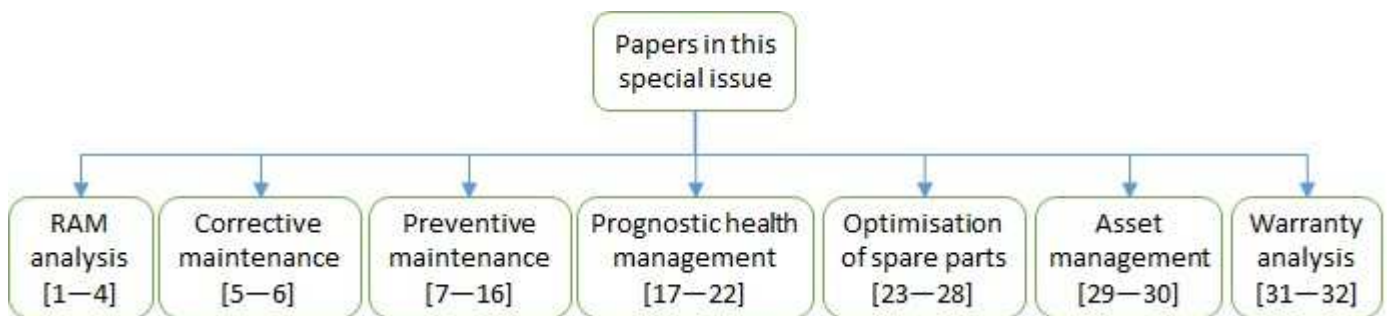 Papers in this
special issue
RAM
analysis
[1—4]
Corrective
maintenance
[5—6]
Preventive
maintenance
[7—16]
Prognostic health
management
[17—22]
Optimisation
of spare parts
[23—28]
Asset
management
[29—30]
Warranty
analysis
[31—32]